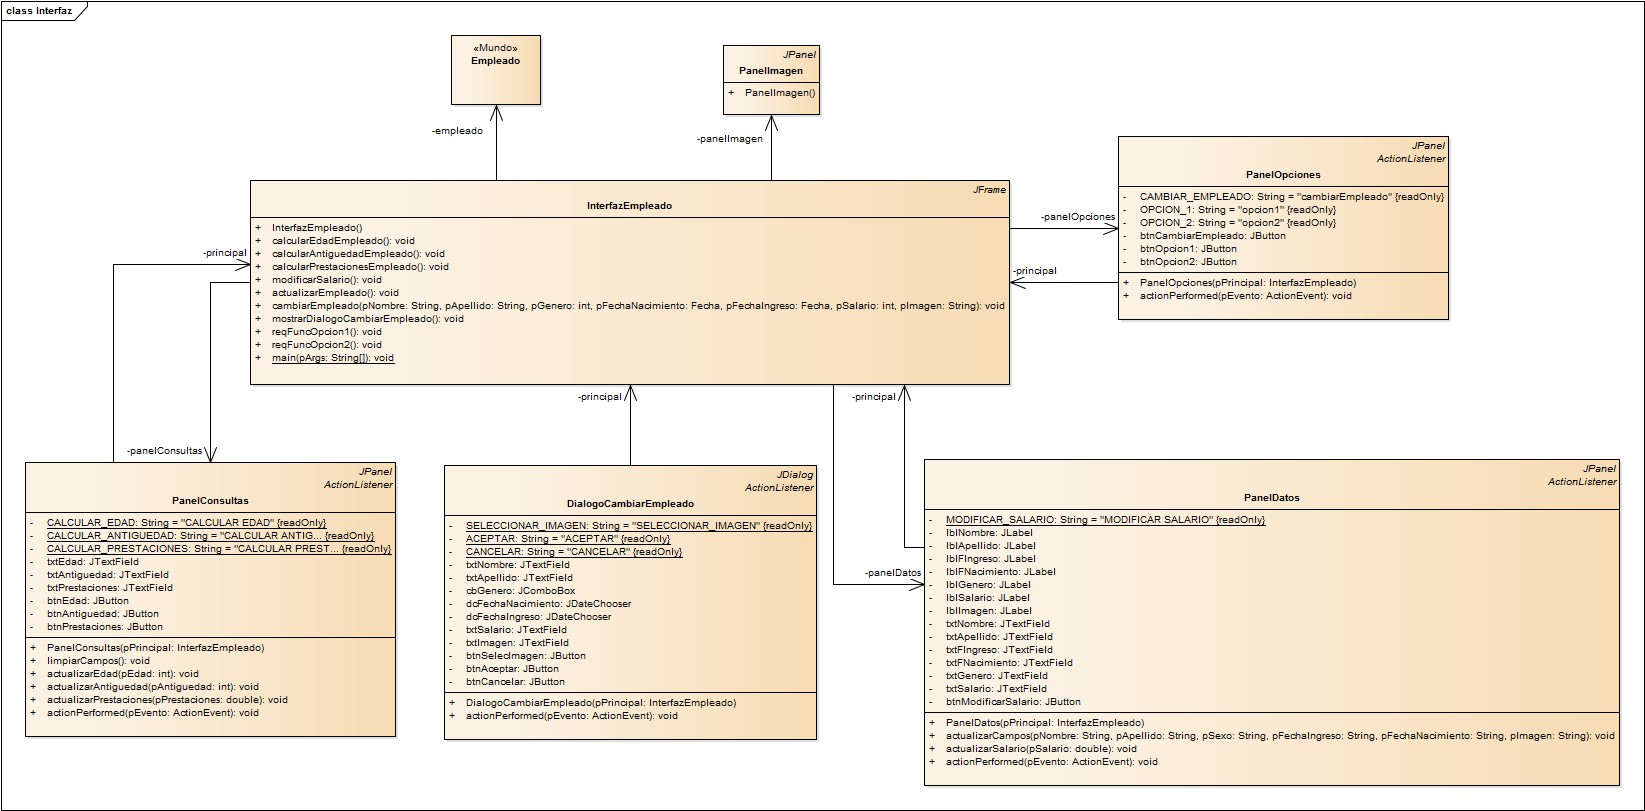 class Interfaz
«Mundo»
Empleado
-empleado
JPanel
PanelImagen
+ PanelImagen()
-panelImagen
JPanel
ActionListener
PanelOpciones
- CAMBIAR_EMPLEADO: String = "cambiarEmpleado" {readOnly}
- OPCION_1: String = "opcion1" {readOnly}
- OPCION_2: String = "opcion2" {readOnly}
- btnCambiarEmpleado: JButton
- btnOpcion1: JButton
- btnOpcion2: JButton
+ PanelOpciones(pPrincipal: InterfazEmpleado)
+ actionPerformed(pEvento: ActionEvent): void
-panelOpciones
-principal
JFrame
InterfazEmpleado
+ InterfazEmpleado()
+ calcularEdadEmpleado(): void
+ calcularAntiguedadEmpleado(): void
+ calcularPrestacionesEmpleado(): void
+ modificarSalario(): void
+ actualizarEmpleado(): void
+ cambiarEmpleado(pNombre: String, pApellido: String, pGenero: int, pFechaNacimiento: Fecha, pFechaIngreso: Fecha, pSalario: int, pImagen: String): void
+ mostrarDialogoCambiarEmpleado(): void
+ reqFuncOpcion1(): void
+ reqFuncOpcion2(): void
+ main(pArgs: String[]): void
-principal
-panelConsultas
-principal
-principal
-panelDatos
JPanel
ActionListener
PanelConsultas
- CALCULAR_EDAD: String = "CALCULAR EDAD" {readOnly}
- CALCULAR_ANTIGUEDAD: String = "CALCULAR ANTIG... {readOnly}
- CALCULAR_PRESTACIONES: String = "CALCULAR PREST... {readOnly}
- txtEdad: JTextField
- txtAntiguedad: JTextField
- txtPrestaciones: JTextField
- btnEdad: JButton
- btnAntiguedad: JButton
- btnPrestaciones: JButton
+ PanelConsultas(pPrincipal: InterfazEmpleado)
+ limpiarCampos(): void
+ actualizarEdad(pEdad: int): void
+ actualizarAntiguedad(pAntiguedad: int): void
+ actualizarPrestaciones(pPrestaciones: double): void
+ actionPerformed(pEvento: ActionEvent): void
JDialog
ActionListener
DialogoCambiarEmpleado
- SELECCIONAR_IMAGEN: String = "SELECCIONAR_IMAGEN" {readOnly}
- ACEPTAR: String = "ACEPTAR" {readOnly}
- CANCELAR: String = "CANCELAR" {readOnly}
- txtNombre: JTextField
- txtApellido: JTextField
- cbGenero: JComboBox
- dcFechaNacimiento: JDateChooser
- dcFechaIngreso: JDateChooser
- txtSalario: JTextField
- txtImagen: JTextField
- btnSelecImagen: JButton
- btnAceptar: JButton
- btnCancelar: JButton
+ DialogoCambiarEmpleado(pPrincipal: InterfazEmpleado)
+ actionPerformed(pEvento: ActionEvent): void
JPanel
ActionListener
PanelDatos
- MODIFICAR_SALARIO: String = "MODIFICAR SALARIO" {readOnly}
- lblNombre: JLabel
- lblApellido: JLabel
- lblFIngreso: JLabel
- lblFNacimiento: JLabel
- lblGenero: JLabel
- lblSalario: JLabel
- lblImagen: JLabel
- txtNombre: JTextField
- txtApellido: JTextField
- txtFIngreso: JTextField
- txtFNacimiento: JTextField
- txtGenero: JTextField
- txtSalario: JTextField
- btnModificarSalario: JButton
+ PanelDatos(pPrincipal: InterfazEmpleado)
+ actualizarCampos(pNombre: String, pApellido: String, pSexo: String, pFechaIngreso: String, pFechaNacimiento: String, pImagen: String): void
+ actualizarSalario(pSalario: double): void
+ actionPerformed(pEvento: ActionEvent): void